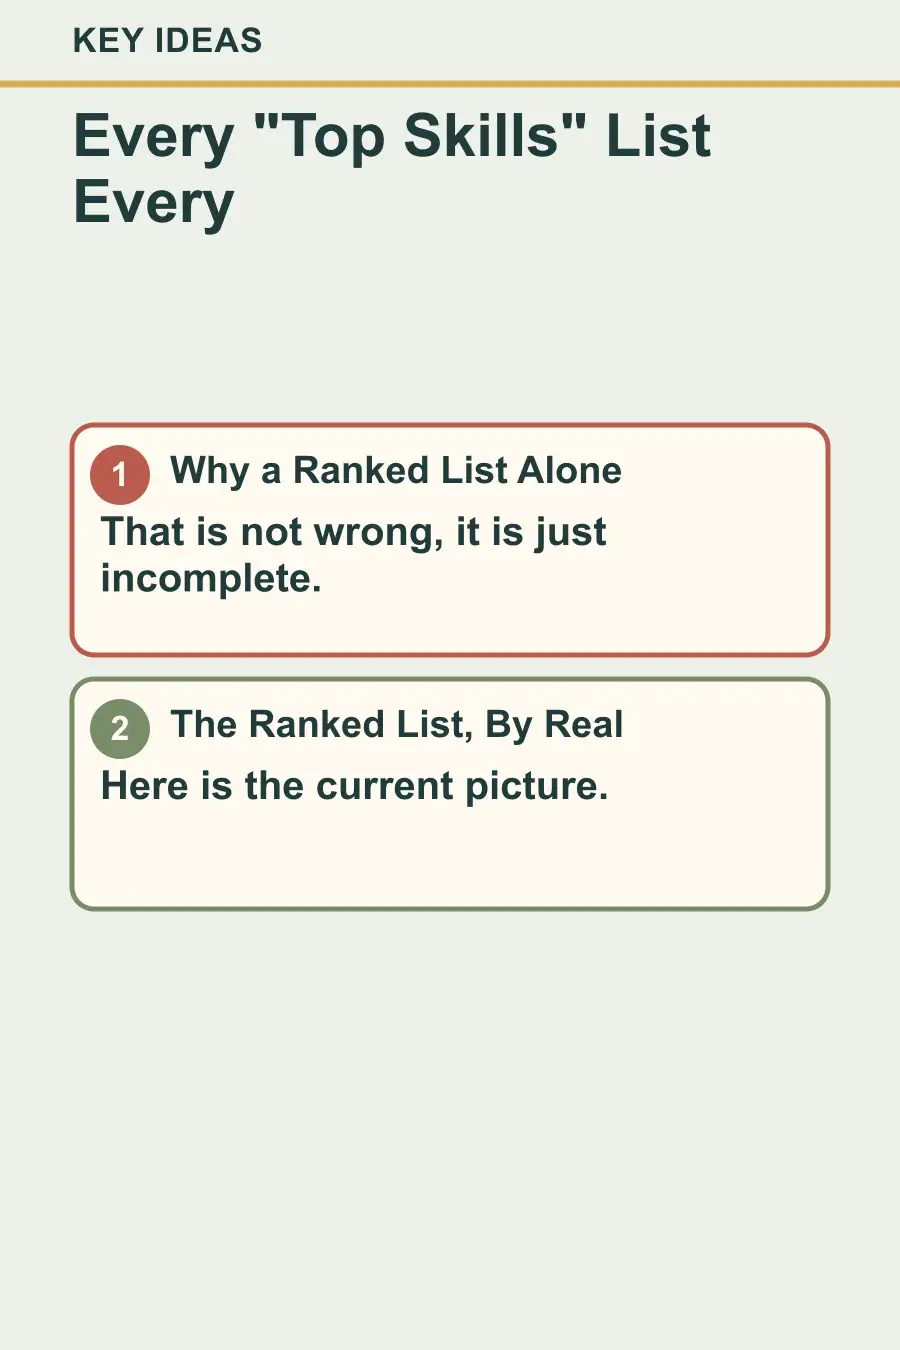 KEY IDEAS
Every "Top Skills" List
Every
1 Why a Ranked List Alone
That is not wrong, it is just
incomplete.
2 The Ranked List, By Real
Here is the current picture.